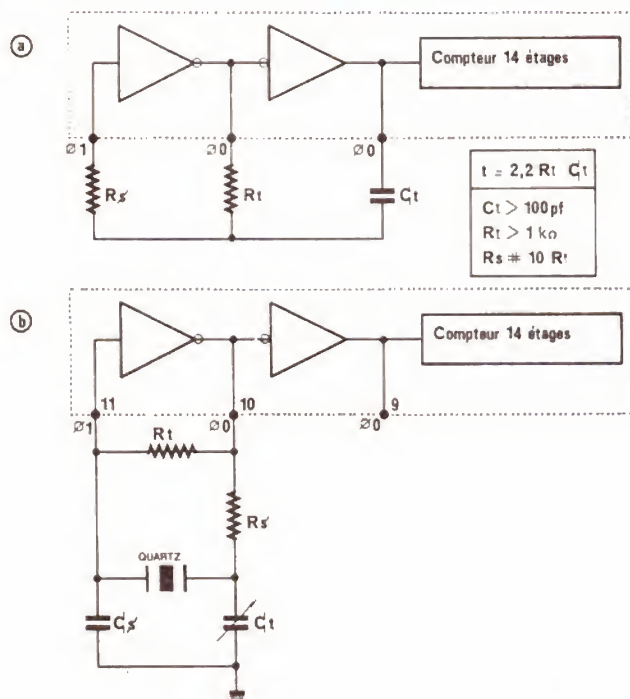 a
Compteur 14 étages
ø1
ø0
ø0
Rs
Rt
Ct
t = 2,2 Rt Ct
Ct > 100pf
Rt > 1 kΩ
Rs # 10 Rt
b
Compteur 14 étages
11
10
9
ø1
ø0
ø0
Rt
Rs
QUARTZ
Cs
Ct